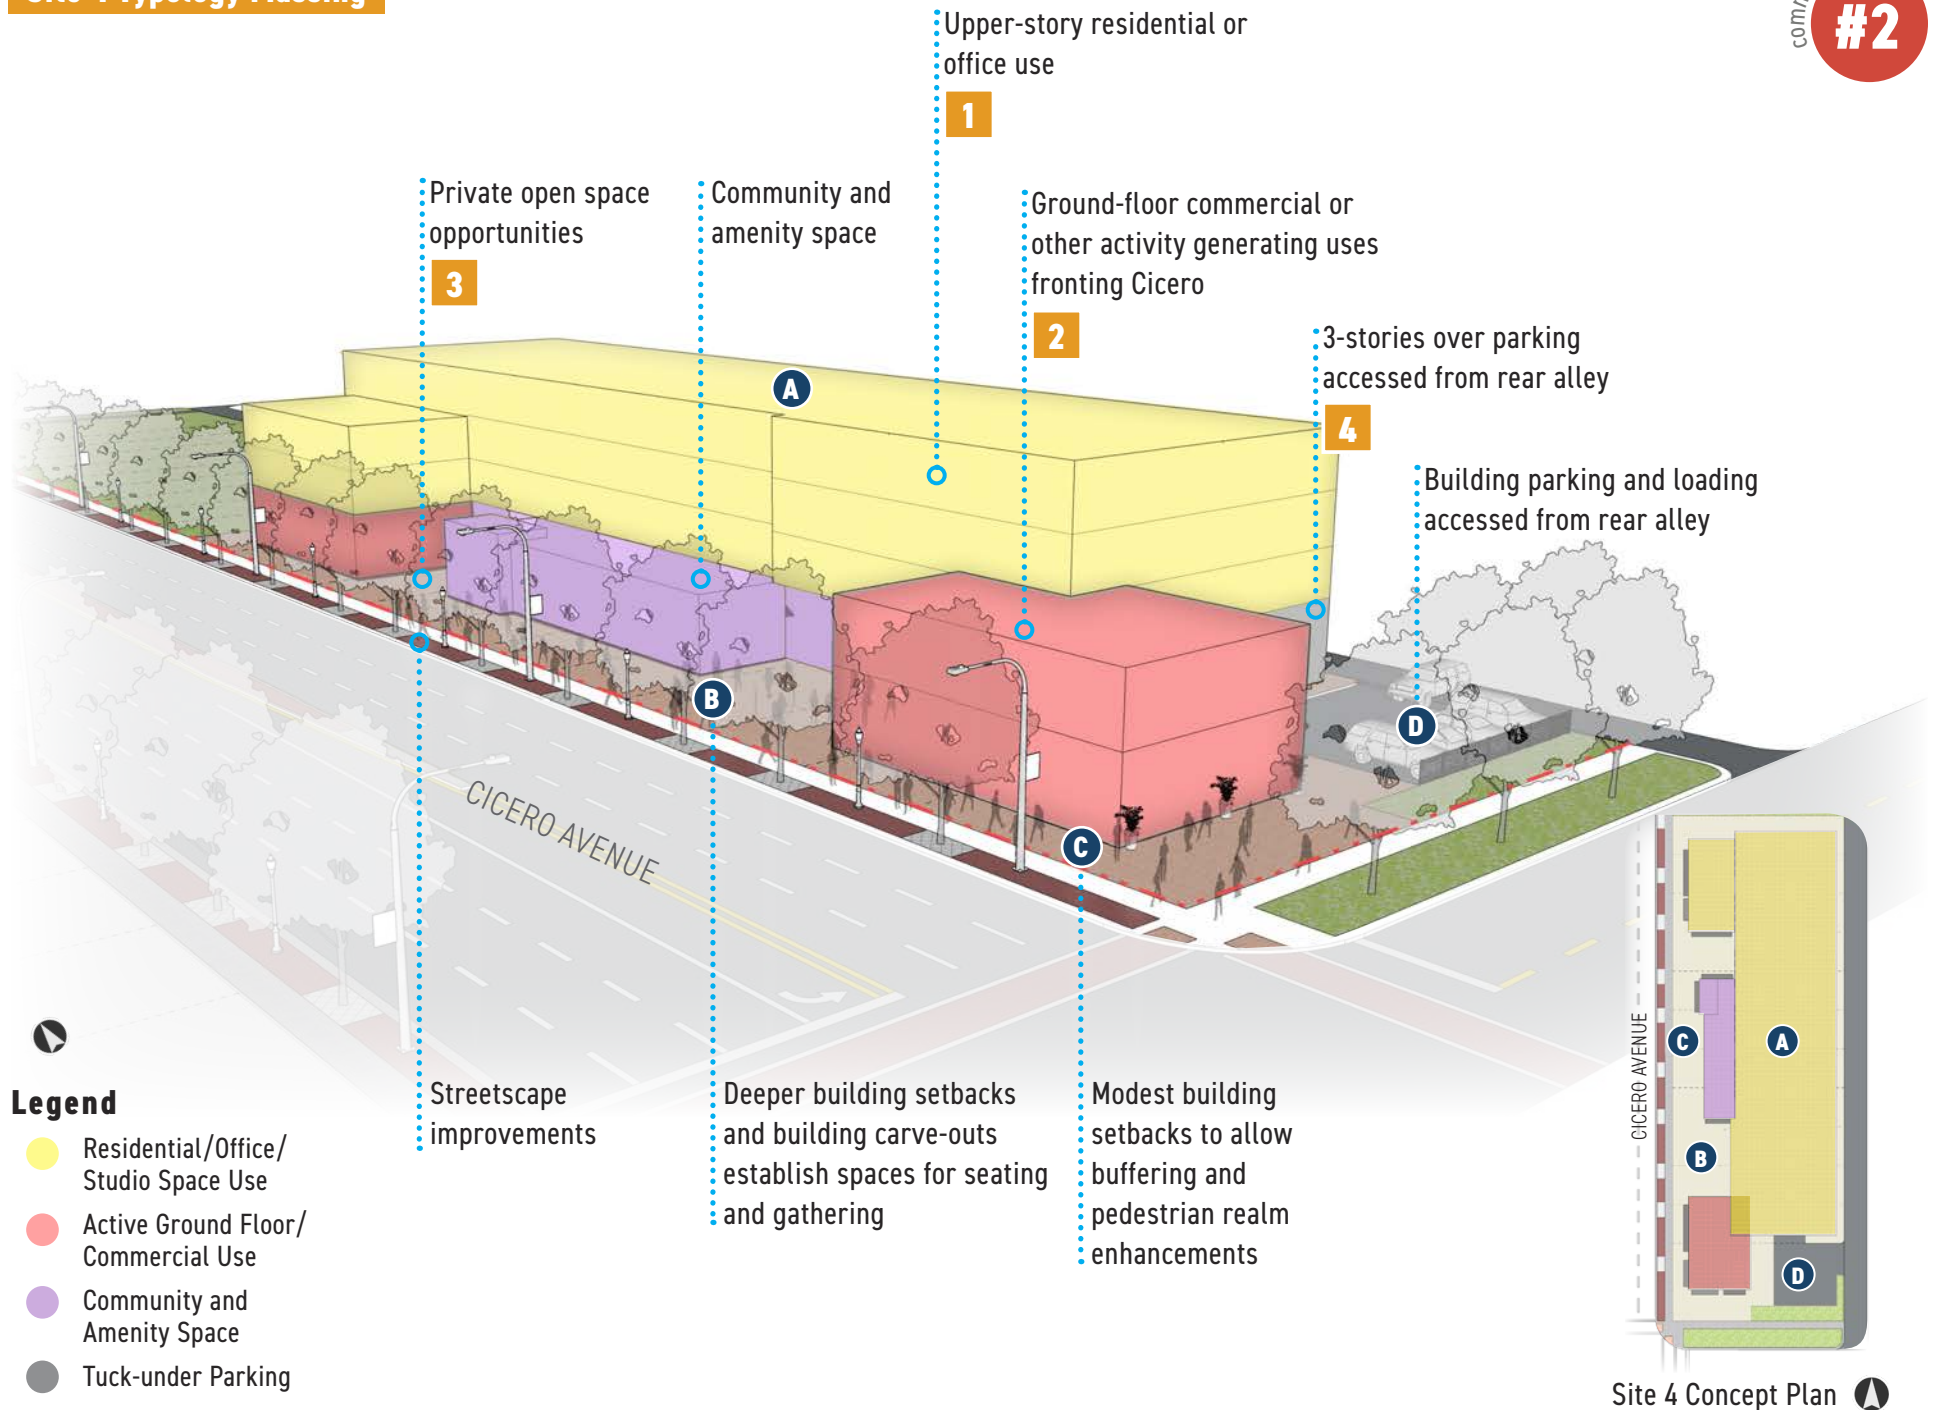 #2
Upper-story residential or
office use
1
Private open space
opportunities
3
Community and
amenity space
Ground-floor commercial or
other activity generating uses
fronting Cicero
2
3-stories over parking
accessed from rear alley
4
Building parking and loading
accessed from rear alley
A
B
C
D
CICERO AVENUE
Streetscape
improvements
Deeper building setbacks
and building carve-outs
establish spaces for seating
and gathering
Modest building
setbacks to allow
buffering and
pedestrian realm
enhancements
Legend
Residential/Office/
Studio Space Use
Active Ground Floor/
Commercial Use
Community and
Amenity Space
Tuck-under Parking
CICERO AVENUE
C
A
B
D
Site 4 Concept Plan